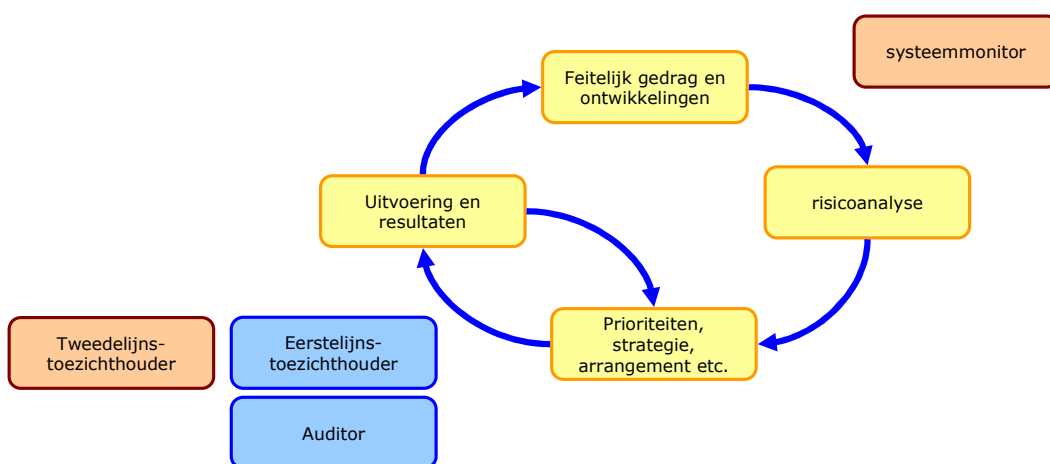 systeemmonitor
Feitelijk gedrag en
ontwikkelingen
Uitvoering en
resultaten
risicoanalyse
Prioriteiten,
strategie,
arrangement etc.
Tweedelijns-
toezichthouder
Eerstelijns-
toezichthouder
Auditor